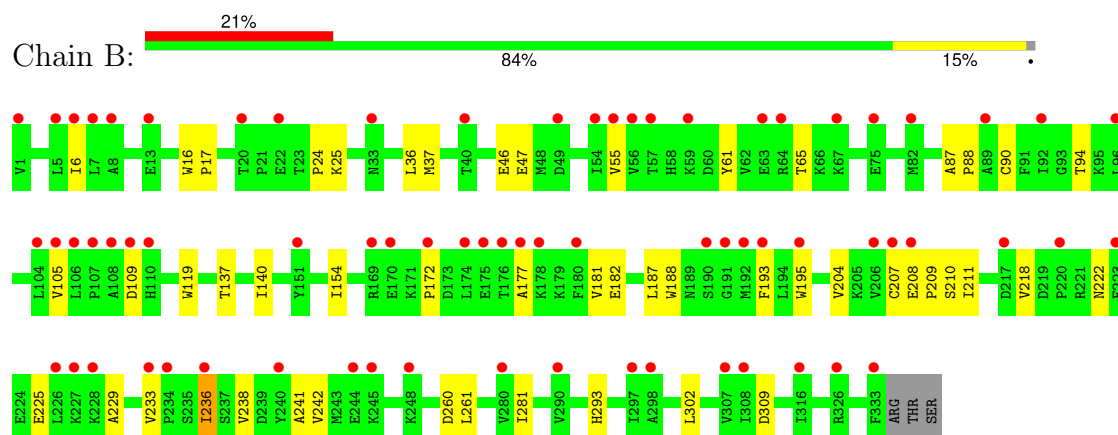 21%
Chain B:
84% 15% •
V1 L5 I6 L7 A8 E13 W16 P17 T20 P21 E22 T23 P24 K25 N33 L36 M37 T40 E46 E47 M48 D49 I54 V55 V56 T57 H58 K59 D60 Y61 V62 E63 R64 T65 K66 K67 E75 M82 A87 P88 A89 C90 F91 I92 G93 T94 K95
L104 V105 L106 P107 A108 D109 H110 W119 T137 I140 Y151 I154 R169 E170 K171 P172 D173 L174 E175 T176 A177 K178 K179 F180 V181 E182 L187 W188 N189 S190 G191 M192 F193 L194 W195 V204 K205 V206 C207 E208 P209 S210 I211 D217 V218 D219 P220 R221 N222
E224 E225 L226 K227 K228 A229 V233 P234 S235 I236 S237 V238 D239 Y240 A241 V242 M243 E244 K245 K248 D260 L261 V280 I281 V290 H293 I297 A298 L302 V307 I308 D309 I316 R326 F333 ARG THR SER